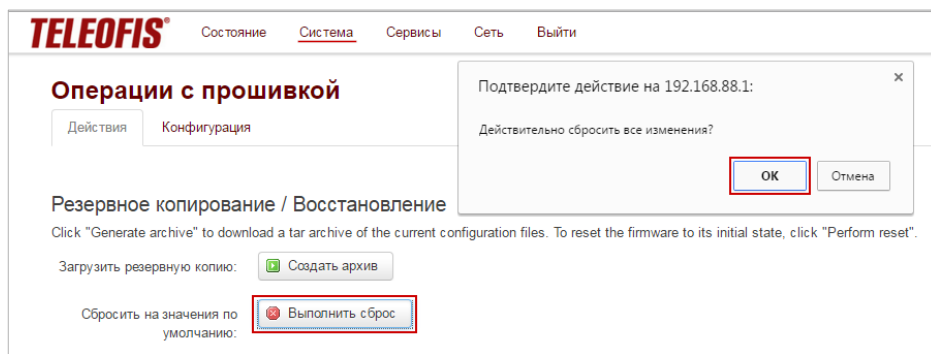 TELEOFIS®
Состояние Система Сервисы Сеть Выйти
Операции с прошивкой
Действия Конфигурация
Подтвердите действие на 192.168.88.1: ×
Действительно сбросить все изменения?
OK Отмена
Резервное копирование / Восстановление
Click "Generate archive" to download a tar archive of the current configuration files. To reset the firmware to its initial state, click "Perform reset".
Загрузить резервную копию: Создать архив
Сбросить на значения по
умолчанию:
Выполнить сброс